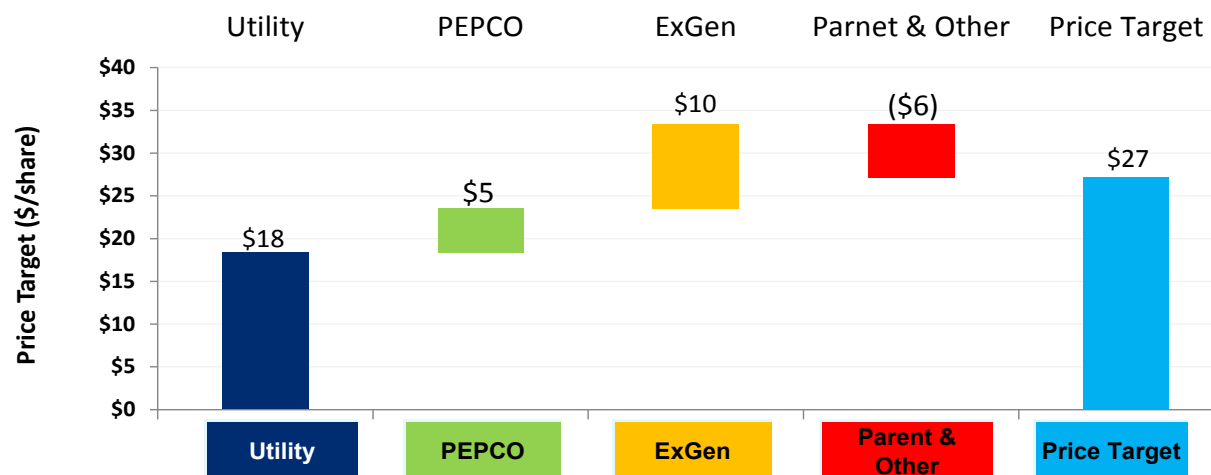 Utility PEPCO ExGen Parnet & Other Price Target
Price Target ($/share)
$40
$35
$30
$25
$20
$15
$10
$5
$0
$18
$5
$10
($6)
$27
Utility
PEPCO
ExGen
Parent &
Other
Price Target